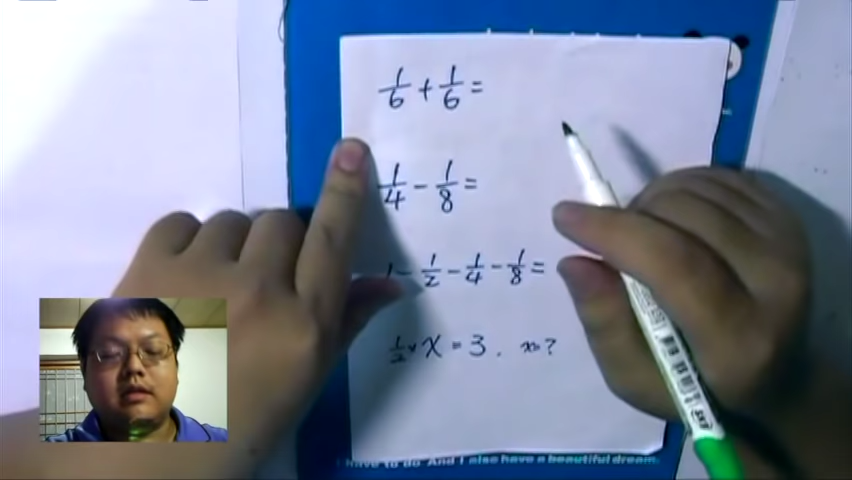 1/6 + 1/6 =
1/4 - 1/8 =
1 - 1/2 - 1/4 - 1/8 =
1/2 × X = 3 . x=?
have to do And I also have a beautiful dream.